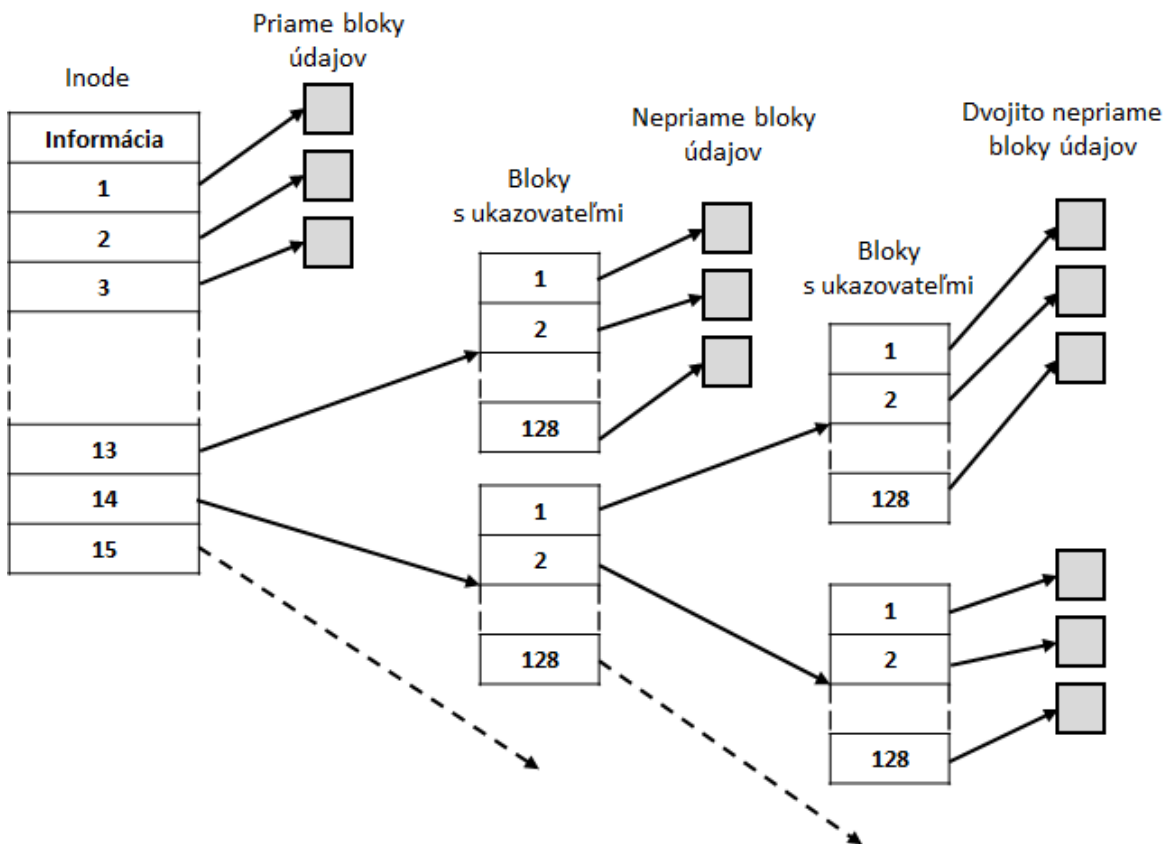 Inode
Informácia
1
2
3
13
14
15
Priame bloky
údajov
Bloky
s ukazovateľmi
1
2
128
1
2
128
Nepriame bloky
údajov
Bloky
s ukazovateľmi
1
2
128
1
2
128
Dvojito nepriame
bloky údajov